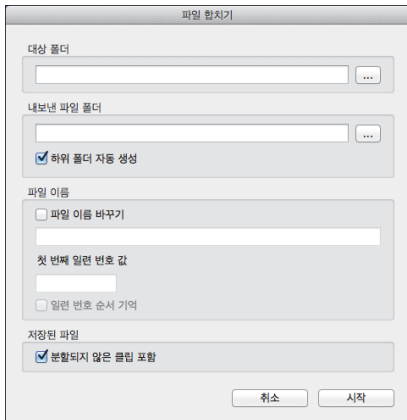 파일 합치기
대상 폴더
...
내보낸 파일 폴더
...
하위 폴더 자동 생성
파일 이름
파일 이름 바꾸기
첫 번째 일련 번호 값
일련 번호 순서 기억
저장된 파일
분할되지 않은 클립 포함
취소 시작